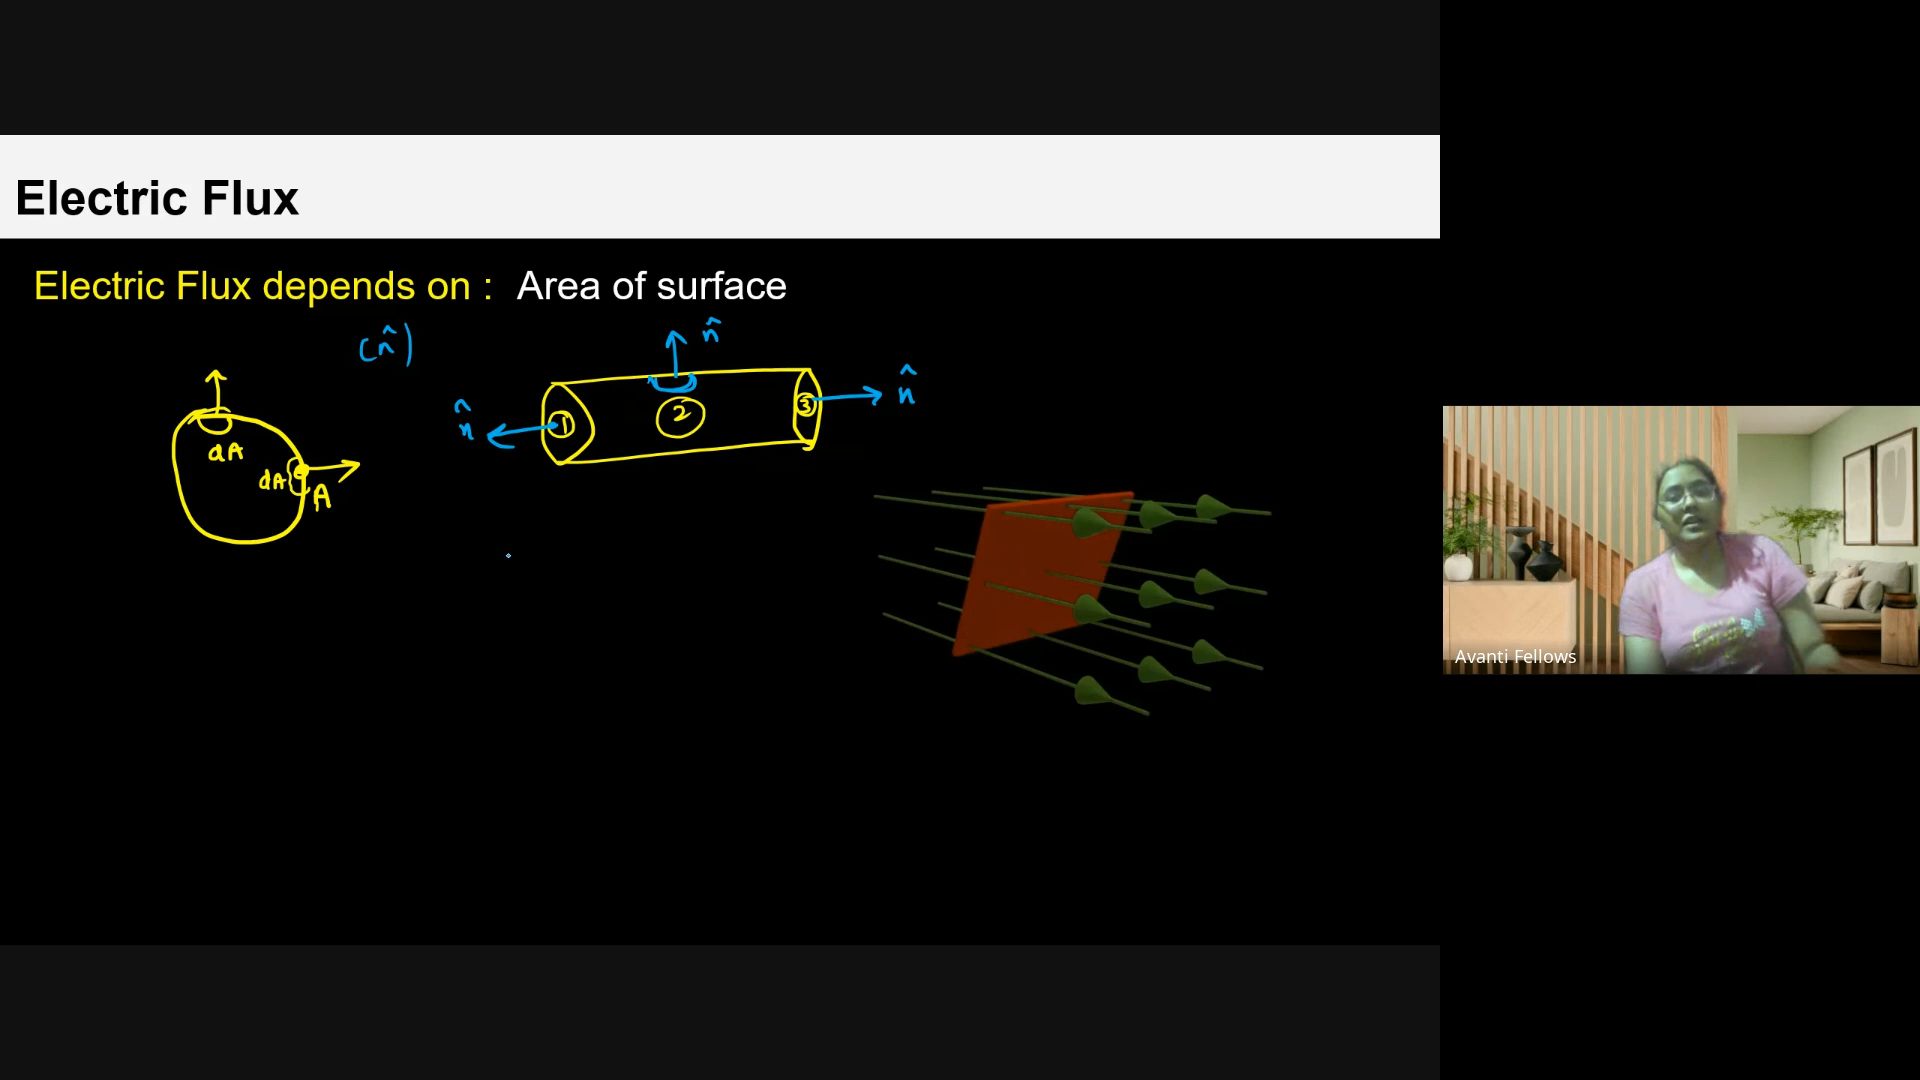 Electric Flux
Electric Flux depends on : Area of surface
(n̂)
n̂
n̂
n̂
1
2
3
dA
dA
A
Avanti Fellows